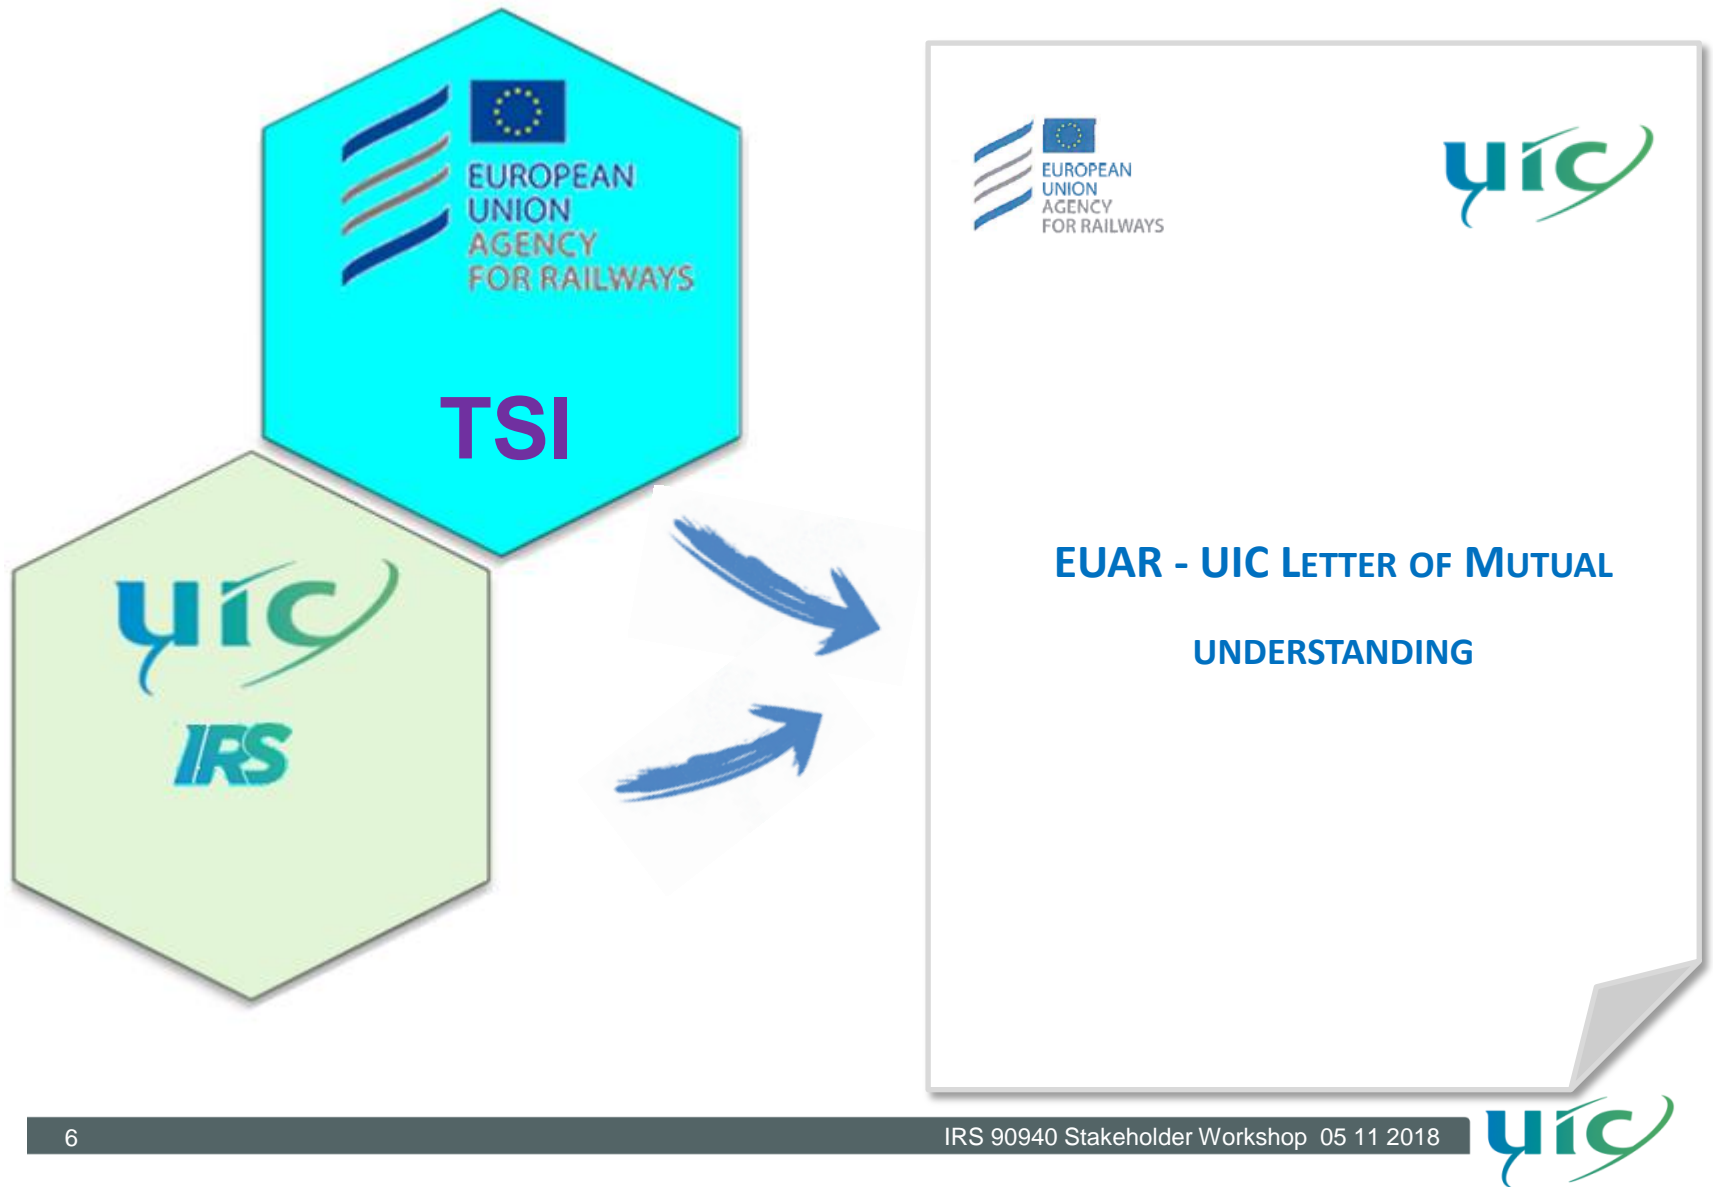 EUROPEAN
UNION
AGENCY
FOR RAILWAYS
TSI
uic
IRS
EUROPEAN
UNION
AGENCY
FOR RAILWAYS
uic
EUAR - UIC LETTER OF MUTUAL
UNDERSTANDING
6
IRS 90940 Stakeholder Workshop 05 11 2018
uic